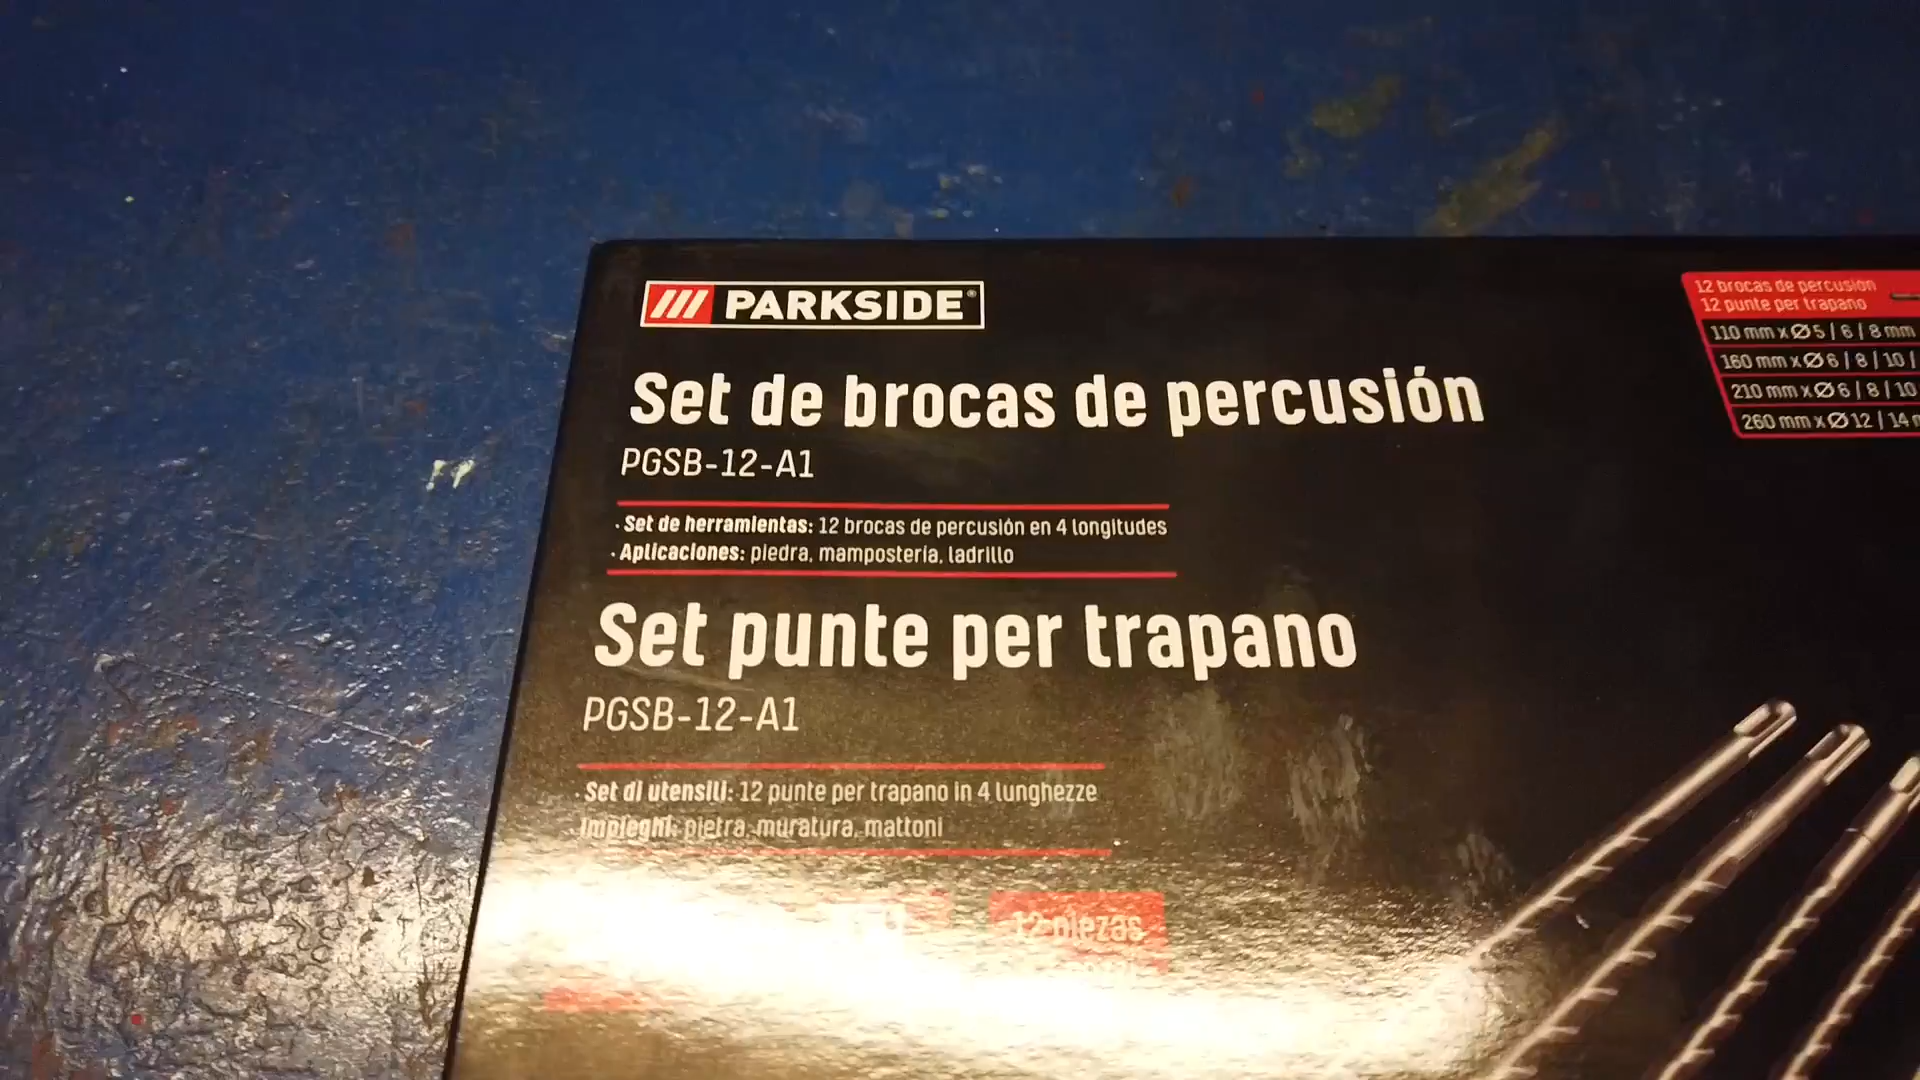 PARKSIDE®
Set de brocas de percusión
PGSB-12-A1
· Set de herramientas: 12 brocas de percusión en 4 longitudes
· Aplicaciones: piedra, mampostería, ladrillo
Set punte per trapano
PGSB-12-A1
· Set di utensili: 12 punte per trapano in 4 lunghezze
· Impieghi: pietra, muratura, mattoni
12 piezas
12 brocas de percusión
12 punte per trapano
110 mm x Ø 5 / 6 / 8 mm
160 mm x Ø 6 / 8 / 10 /
210 mm x Ø 6 / 8 / 10
260 mm x Ø 12 / 14